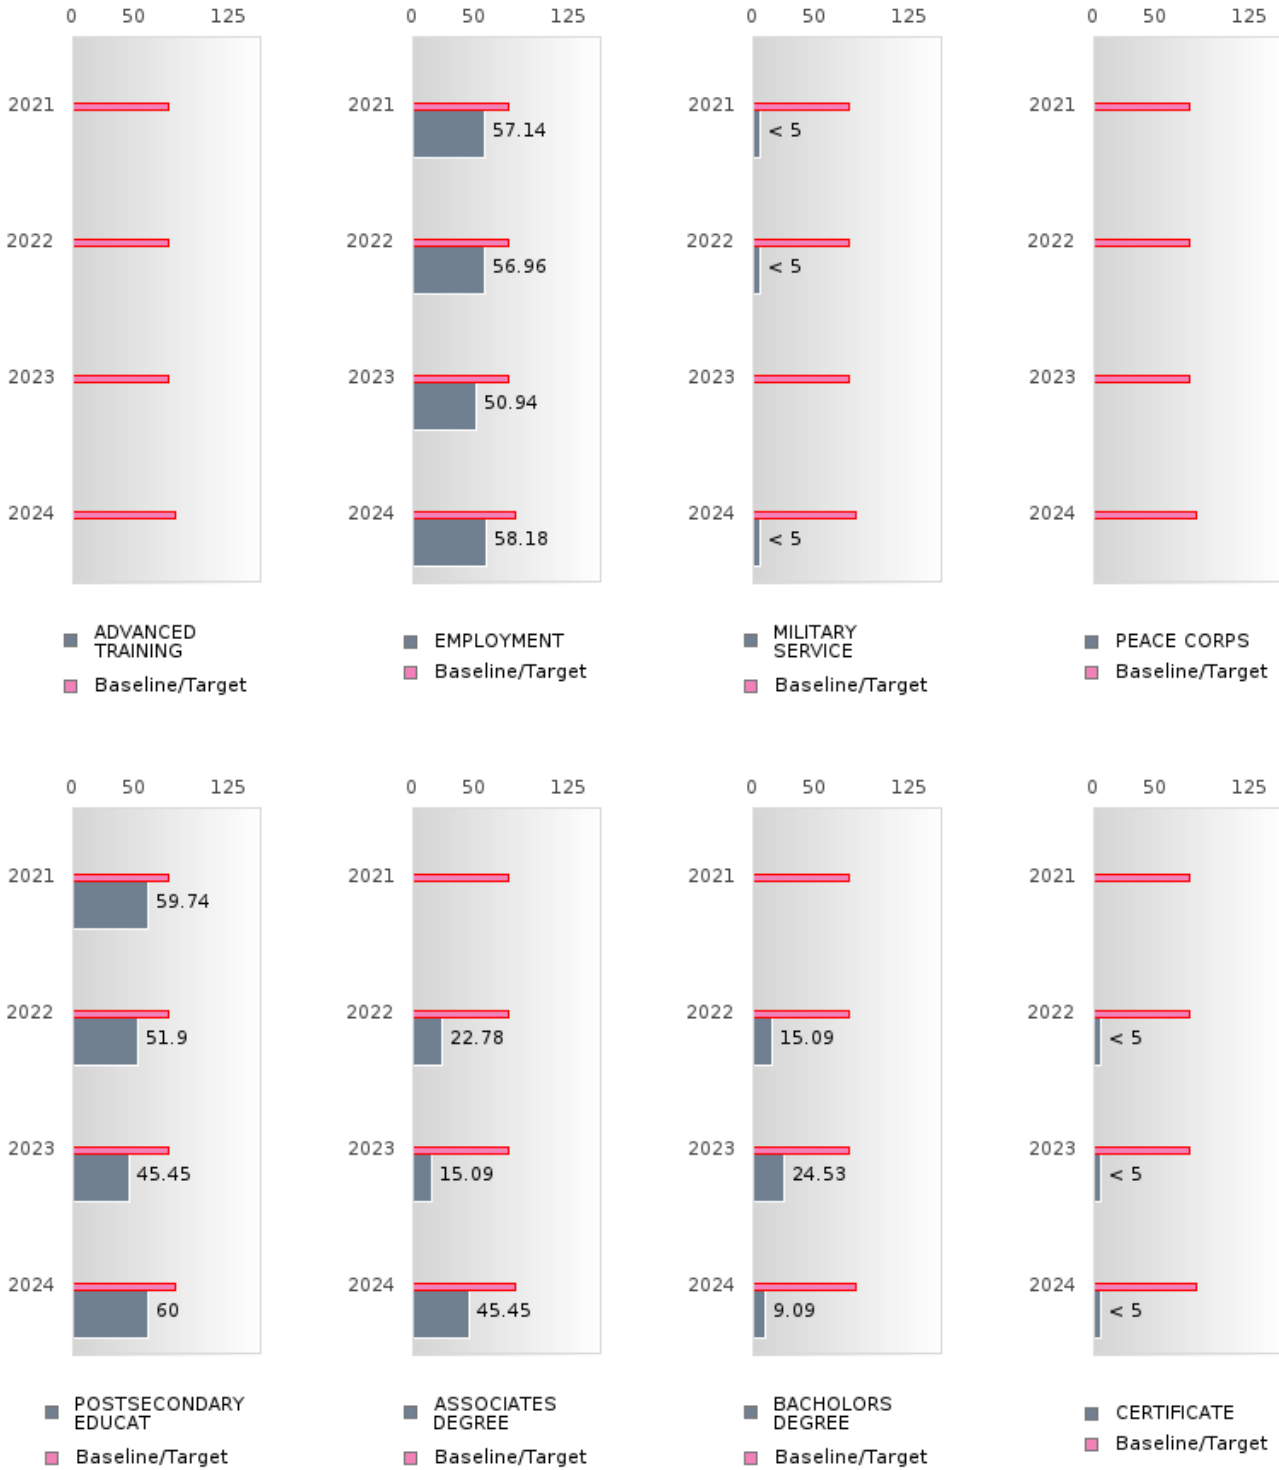 0 50 125
2021
2022
2023
2024
ADVANCED
TRAINING
Baseline/Target
0 50 125
2021
57.14
2022
56.96
2023
50.94
2024
58.18
EMPLOYMENT
Baseline/Target
0 50 125
2021
< 5
2022
< 5
2023
2024
< 5
MILITARY
SERVICE
Baseline/Target
0 50 125
2021
2022
2023
2024
PEACE CORPS
Baseline/Target
0 50 125
2021
59.74
2022
51.9
2023
45.45
2024
60
POSTSECONDARY
EDUCAT
Baseline/Target
0 50 125
2021
2022
22.78
2023
15.09
2024
45.45
ASSOCIATES
DEGREE
Baseline/Target
0 50 125
2021
2022
15.09
2023
24.53
2024
9.09
BACHOLORS
DEGREE
Baseline/Target
0 50 125
2021
2022
< 5
2023
< 5
2024
< 5
CERTIFICATE
Baseline/Target